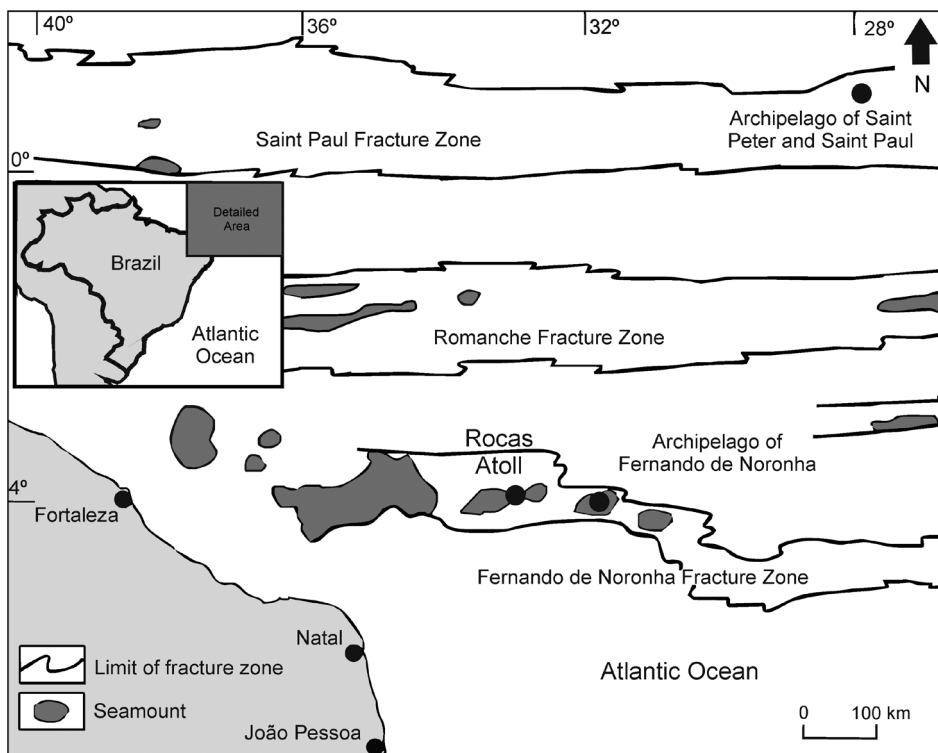 40º
36º
32º
28º
N
Archipelago of Saint
Peter and Saint Paul
Saint Paul Fracture Zone
0º
Detailed
Area
Brazil
Atlantic
Ocean
Romanche Fracture Zone
Rocas
Atoll
Archipelago of
Fernando de Noronha
4º
Fortaleza
Fernando de Noronha Fracture Zone
Natal
Limit of fracture zone
Atlantic Ocean
Seamount
João Pessoa
0 100 km